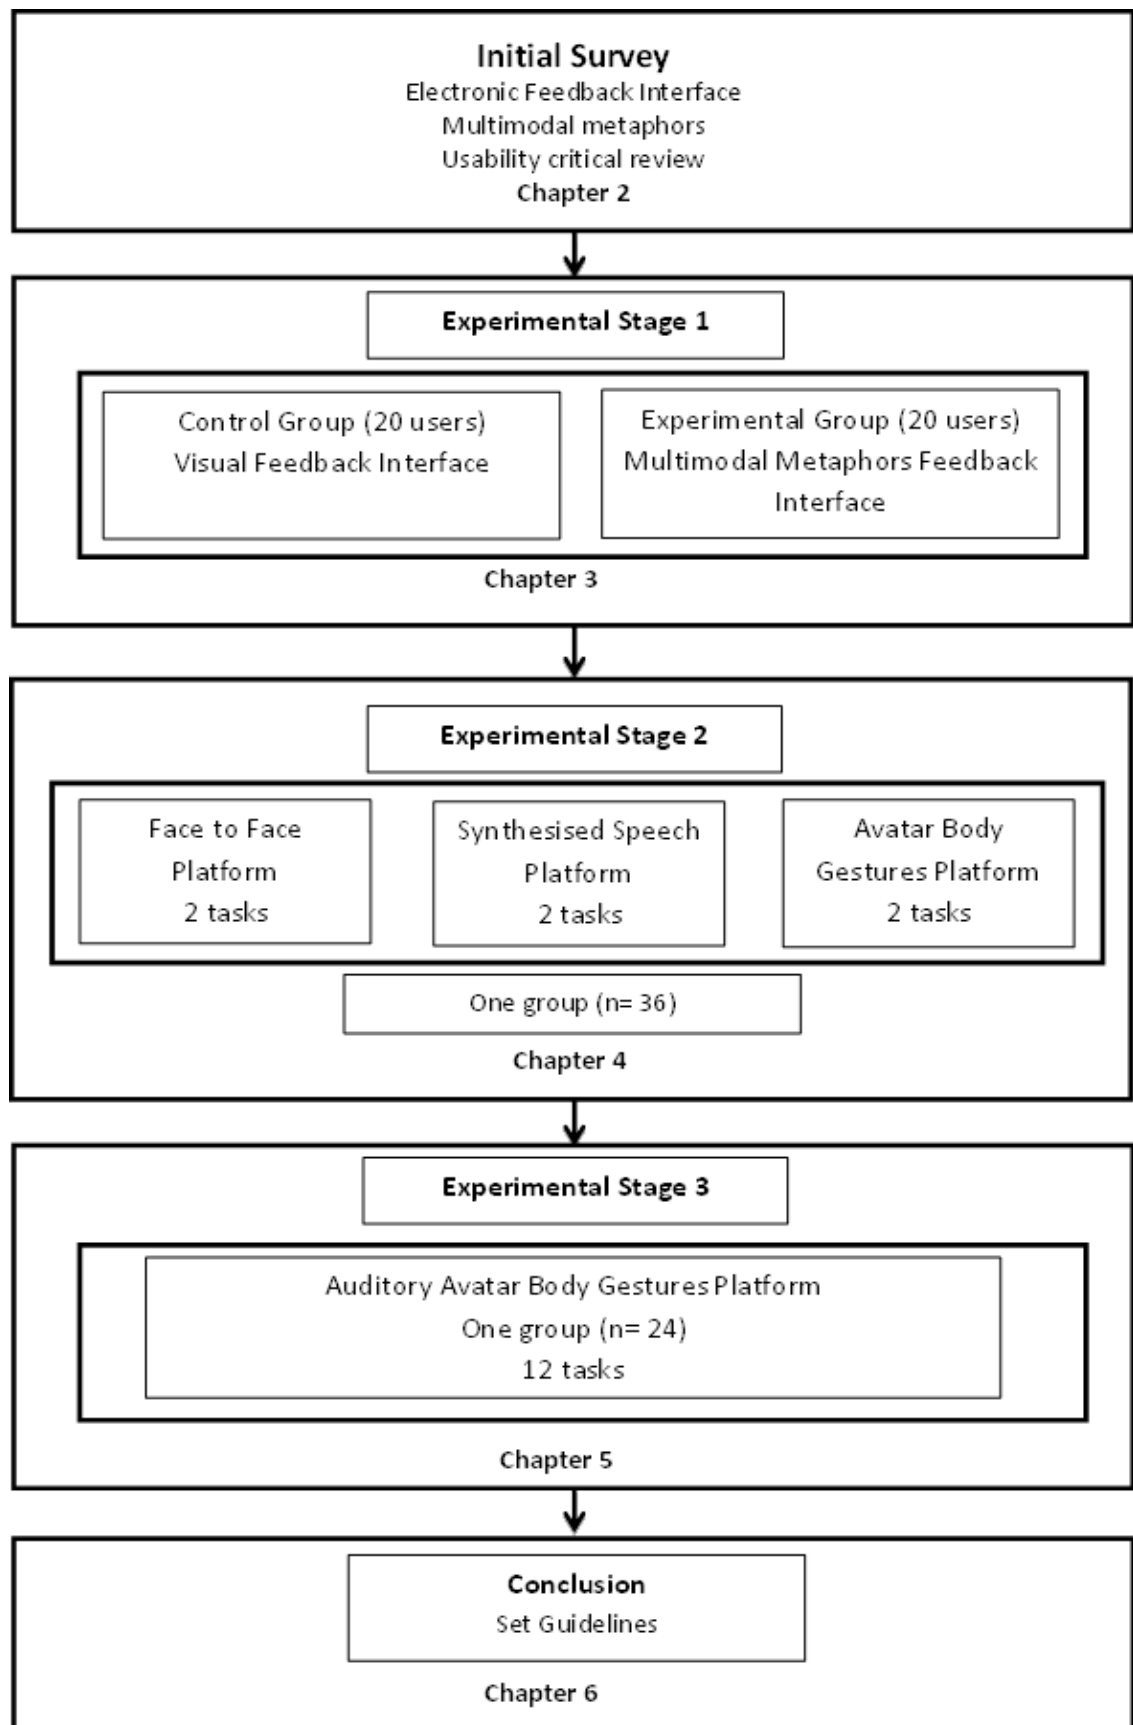 Initial Survey
Electronic Feedback Interface
Multimodal metaphors
Usability critical review
Chapter 2
Experimental Stage 1
Control Group (20 users)
Visual Feedback Interface
Experimental Group (20 users)
Multimodal Metaphors Feedback
Interface
Chapter 3
Experimental Stage 2
Face to Face
Platform
2 tasks
Synthesised Speech
Platform
2 tasks
Avatar Body
Gestures Platform
2 tasks
One group (n= 36)
Chapter 4
Experimental Stage 3
Auditory Avatar Body Gestures Platform
One group (n= 24)
12 tasks
Chapter 5
Conclusion
Set Guidelines
Chapter 6